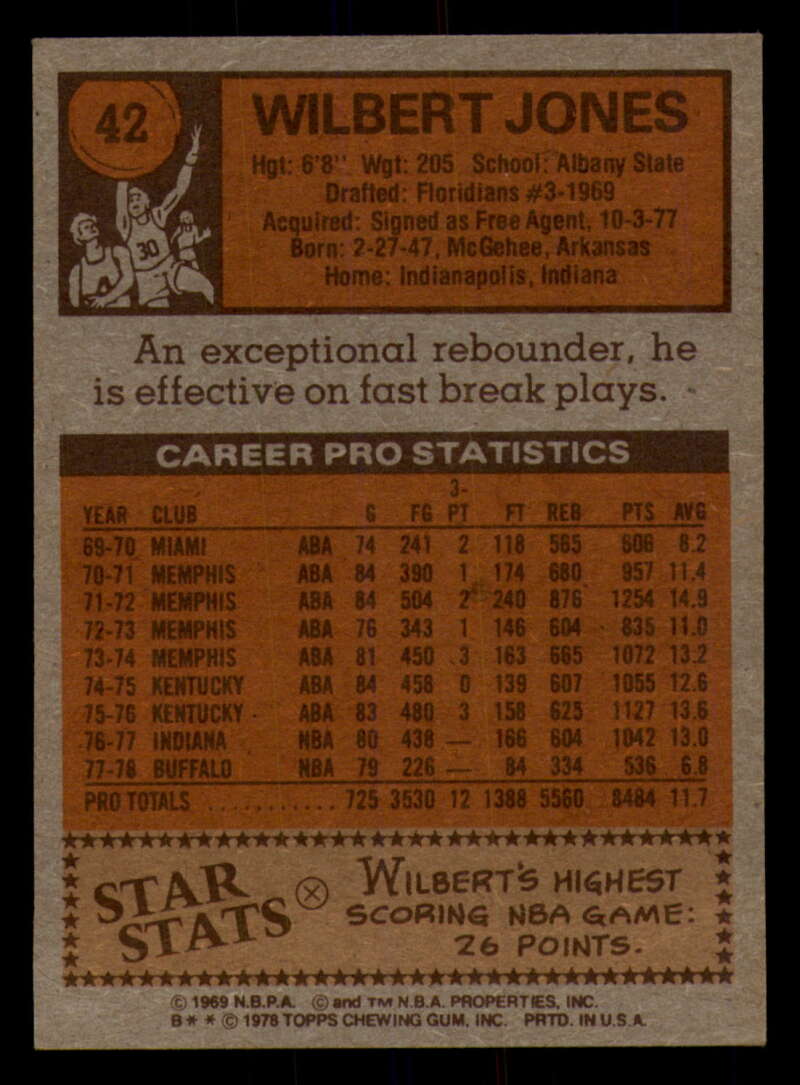 42
WILBERT JONES
Hgt: 6'8" Wgt: 205 School: Albany State
Drafted: Floridians #3-1969
Acquired: Signed as Free Agent, 10-3-77
Born: 2-27-47, McGehee, Arkansas
Home: Indianapolis, Indiana
30
An exceptional rebounder, he
is effective on fast break plays.
CAREER PRO STATISTICS
3-
YEAR CLUB G FG PT FT REB PTS AVG
69-70 MIAMI ABA 74 241 2 118 565 606 8.2
70-71 MEMPHIS ABA 84 390 1 174 680 957 11.4
71-72 MEMPHIS ABA 84 504 2 240 876 1254 14.9
72-73 MEMPHIS ABA 76 343 1 146 604 835 11.0
73-74 MEMPHIS ABA 81 450 3 163 665 1072 13.2
74-75 KENTUCKY ABA 84 458 0 139 607 1055 12.6
75-76 KENTUCKY ABA 83 480 3 158 625 1127 13.6
76-77 INDIANA NBA 80 438 — 166 604 1042 13.0
77-78 BUFFALO NBA 79 226 — 84 334 536 6.8
PRO TOTALS ............ 725 3530 12 1388 5560 8484 11.7
STAR
STATS
WILBERT'S HIGHEST
SCORING NBA GAME:
26 POINTS.
© 1969 N.B.P.A. © and TM N.B.A. PROPERTIES, INC.
B* * © 1978 TOPPS CHEWING GUM, INC. PRTD. IN U.S.A.